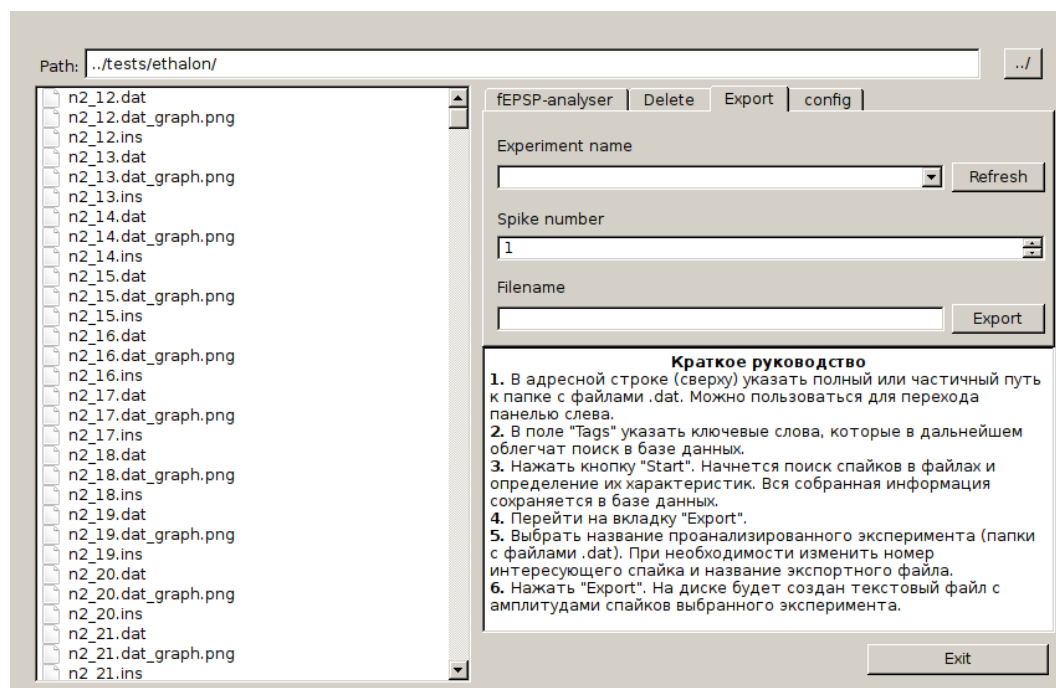 Path: ../tests/ethalon/
../
n2_12.dat
n2_12.dat_graph.png
n2_12.ins
n2_13.dat
n2_13.dat_graph.png
n2_13.ins
n2_14.dat
n2_14.dat_graph.png
n2_14.ins
n2_15.dat
n2_15.dat_graph.png
n2_15.ins
n2_16.dat
n2_16.dat_graph.png
n2_16.ins
n2_17.dat
n2_17.dat_graph.png
n2_17.ins
n2_18.dat
n2_18.dat_graph.png
n2_18.ins
n2_19.dat
n2_19.dat_graph.png
n2_19.ins
n2_20.dat
n2_20.dat_graph.png
n2_20.ins
n2_21.dat
n2_21.dat_graph.png
n2_21.ins
fEPSP-analyser Delete Export config
Experiment name
Refresh
Spike number
1
Filename
Export
Краткое руководство
1. В адресной строке (сверху) указать полный или частичный путь
к папке с файлами .dat. Можно пользоваться для перехода
панелью слева.
2. В поле "Tags" указать ключевые слова, которые в дальнейшем
облегчат поиск в базе данных.
3. Нажать кнопку "Start". Начнется поиск спайков в файлах и
определение их характеристик. Вся собранная информация
сохраняется в базе данных.
4. Перейти на вкладку "Export".
5. Выбрать название проанализированного эксперимента (папки
с файлами .dat). При необходимости изменить номер
интересующего спайка и название экспортного файла.
6. Нажать "Export". На диске будет создан текстовый файл с
амплитудами спайков выбранного эксперимента.
Exit